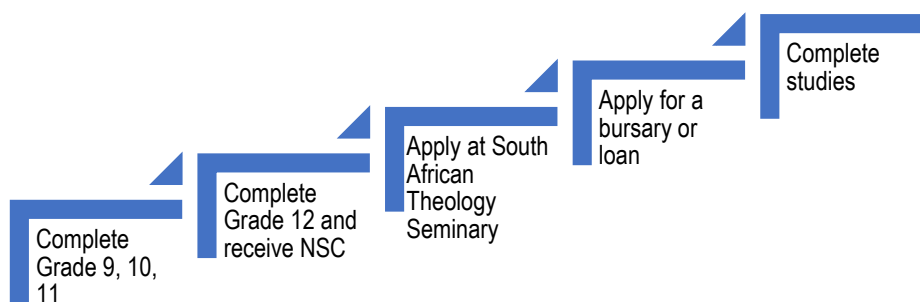 Complete
Grade 9, 10,
11
Complete
Grade 12 and
receive NSC
Apply at South
African
Theology
Seminary
Apply for a
bursary or
loan
Complete
studies